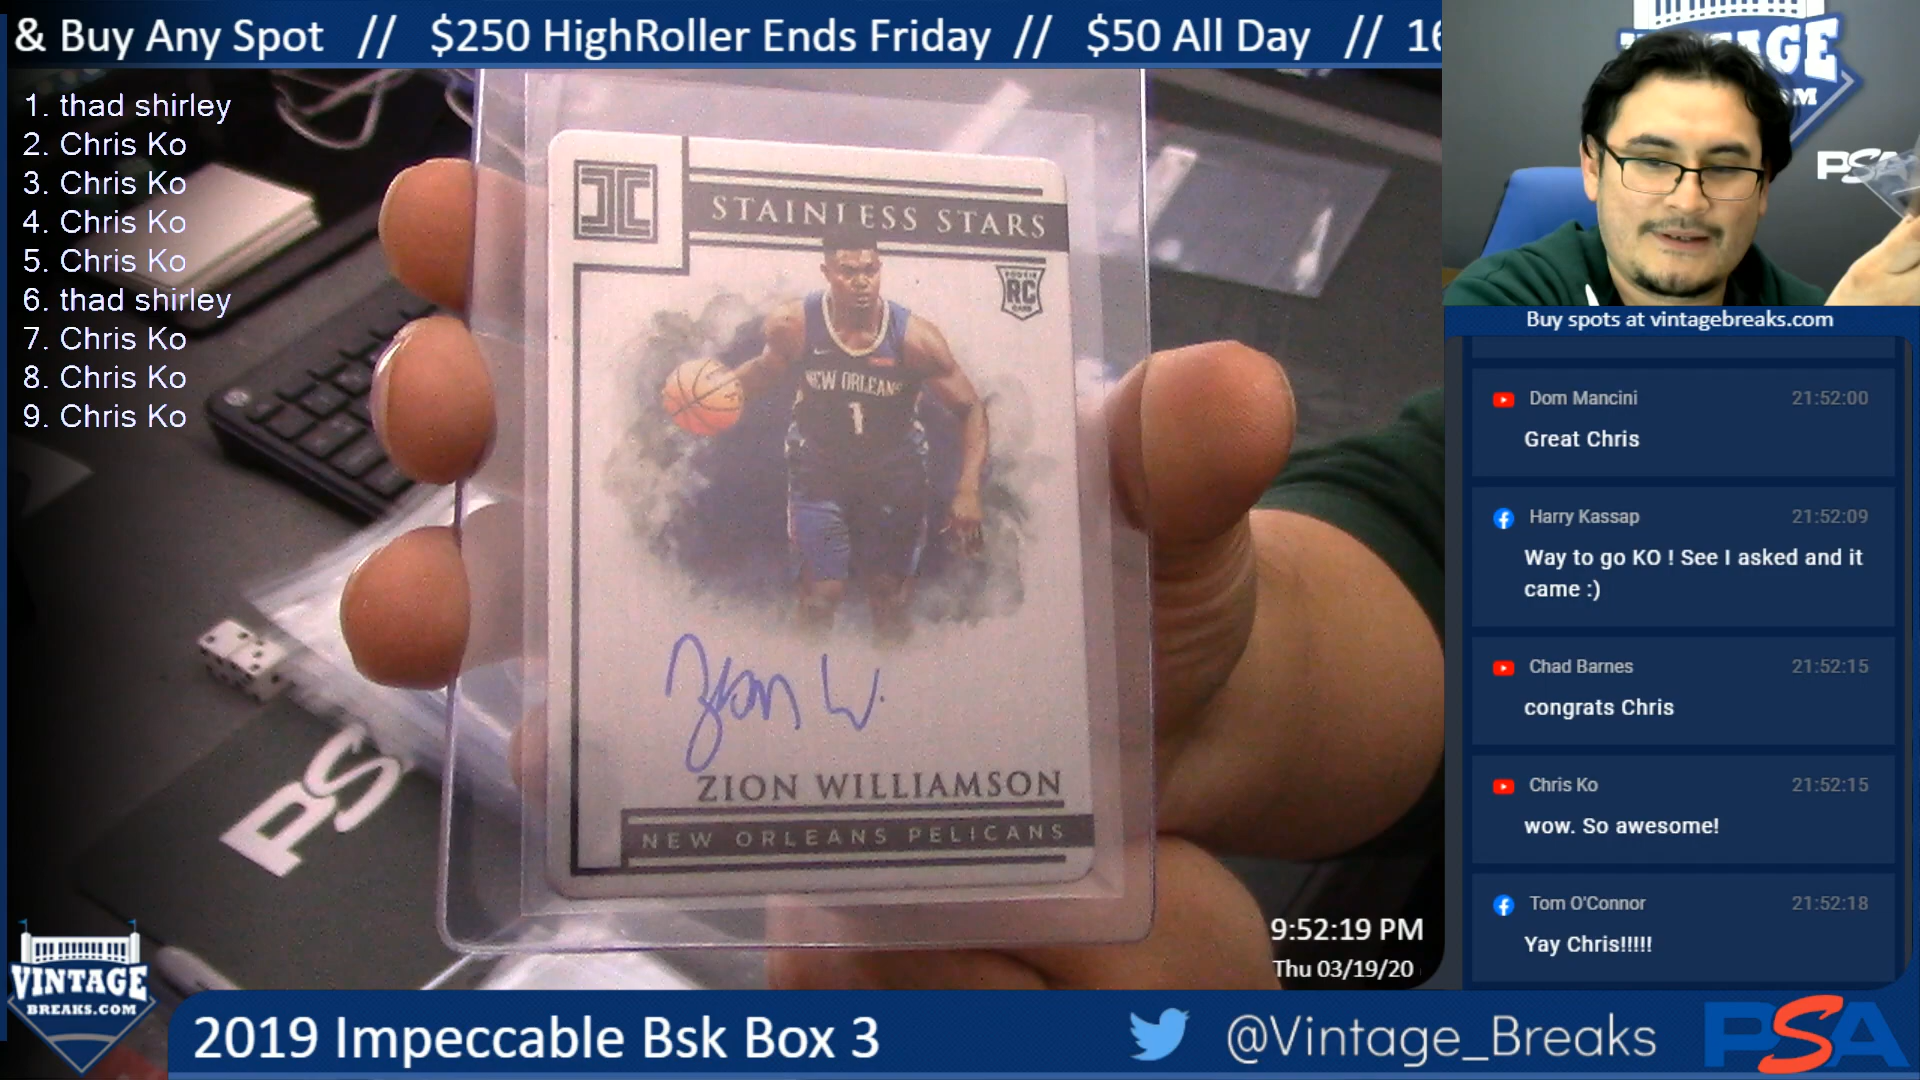 & Buy Any Spot // $250 HighRoller Ends Friday // $50 All Day // 16
1. thad shirley
2. Chris Ko
3. Chris Ko
4. Chris Ko
5. Chris Ko
6. thad shirley
7. Chris Ko
8. Chris Ko
9. Chris Ko
STAINLESS STARS
ROOKIE
RC
CARD
NEW ORLEANS
1
Zion W.
ZION WILLIAMSON
NEW ORLEANS PELICANS
PS
9:52:19 PM
Thu 03/19/20
PSA
Buy spots at vintagebreaks.com
Dom Mancini 21:52:00
Great Chris
Harry Kassap 21:52:09
Way to go KO ! See I asked and it
came :)
Chad Barnes 21:52:15
congrats Chris
Chris Ko 21:52:15
wow. So awesome!
Tom O'Connor 21:52:18
Yay Chris!!!!!
VINTAGE
BREAKS.COM
2019 Impeccable Bsk Box 3
@Vintage_Breaks
PSA